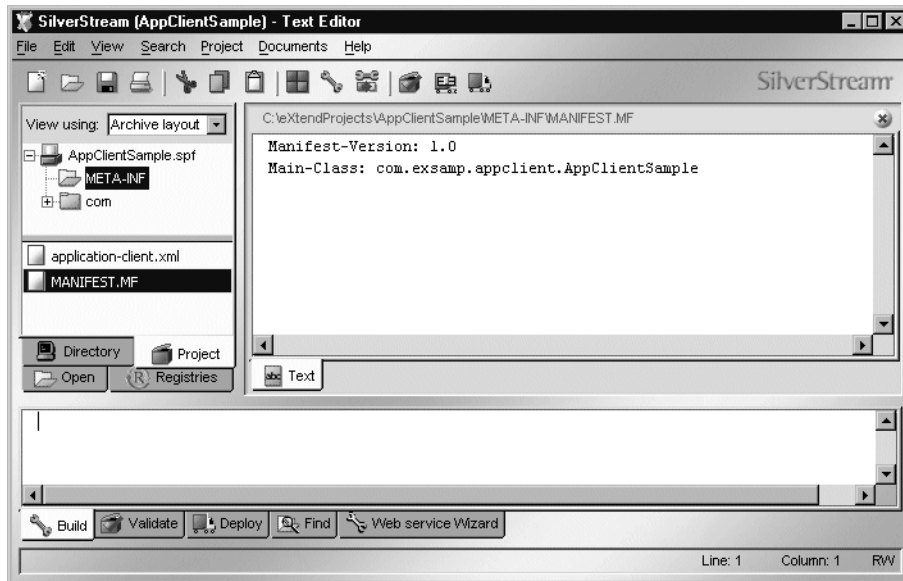 SilverStream (AppClientSample) - Text Editor
File Edit View Search Project Documents Help
SilverStream
View using: Archive layout
AppClientSample.spf
META-INF
com
application-client.xml
MANIFEST.MF
Directory Project
Open Registries
C:\eXtendProjects\AppClientSample\META-INF\MANIFEST.MF
Manifest-Version: 1.0
Main-Class: com.exsamp.appclient.AppClientSample
abc Text
Build Validate Deploy Find Web service Wizard
Line: 1 Column: 1 RW